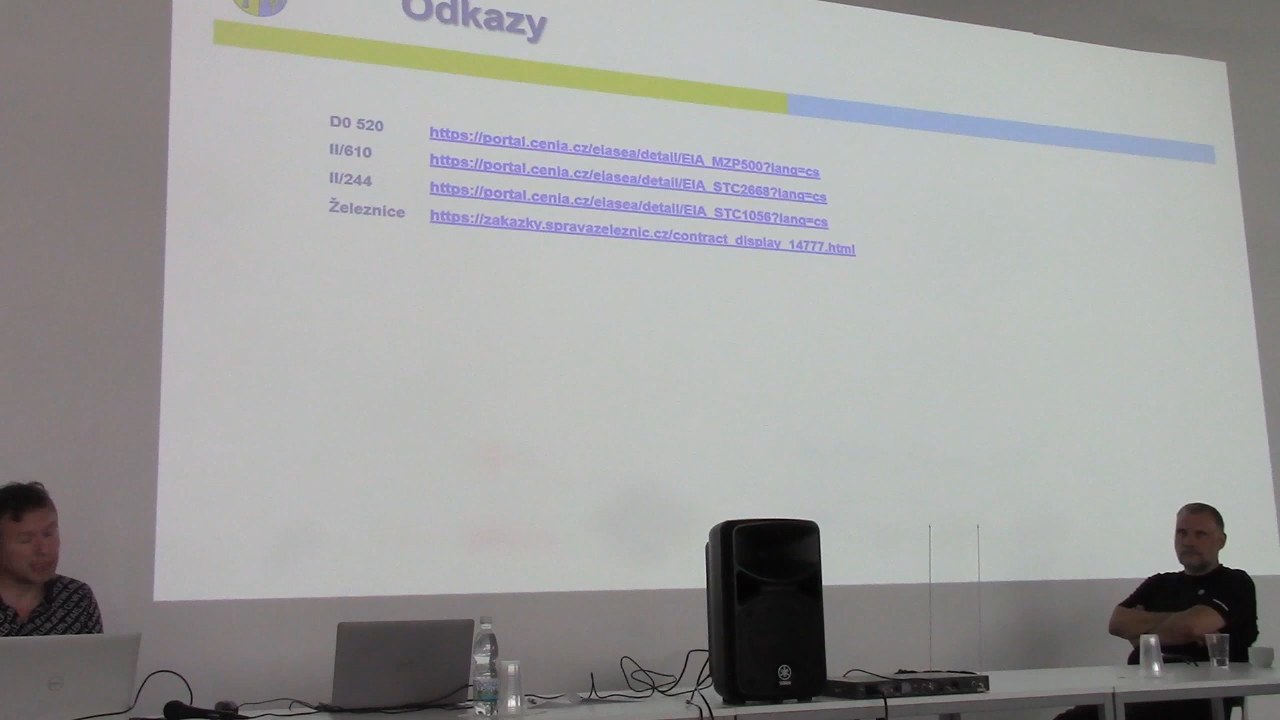 Odkazy
D0 520 https://portal.cenia.cz/eiasea/detail/EIA_MZP500?lang=cs
II/610 https://portal.cenia.cz/eiasea/detail/EIA_STC2668?lang=cs
II/244 https://portal.cenia.cz/eiasea/detail/EIA_STC1056?lang=cs
Železnice https://zakazky.spravazeleznic.cz/contract_display_14777.html